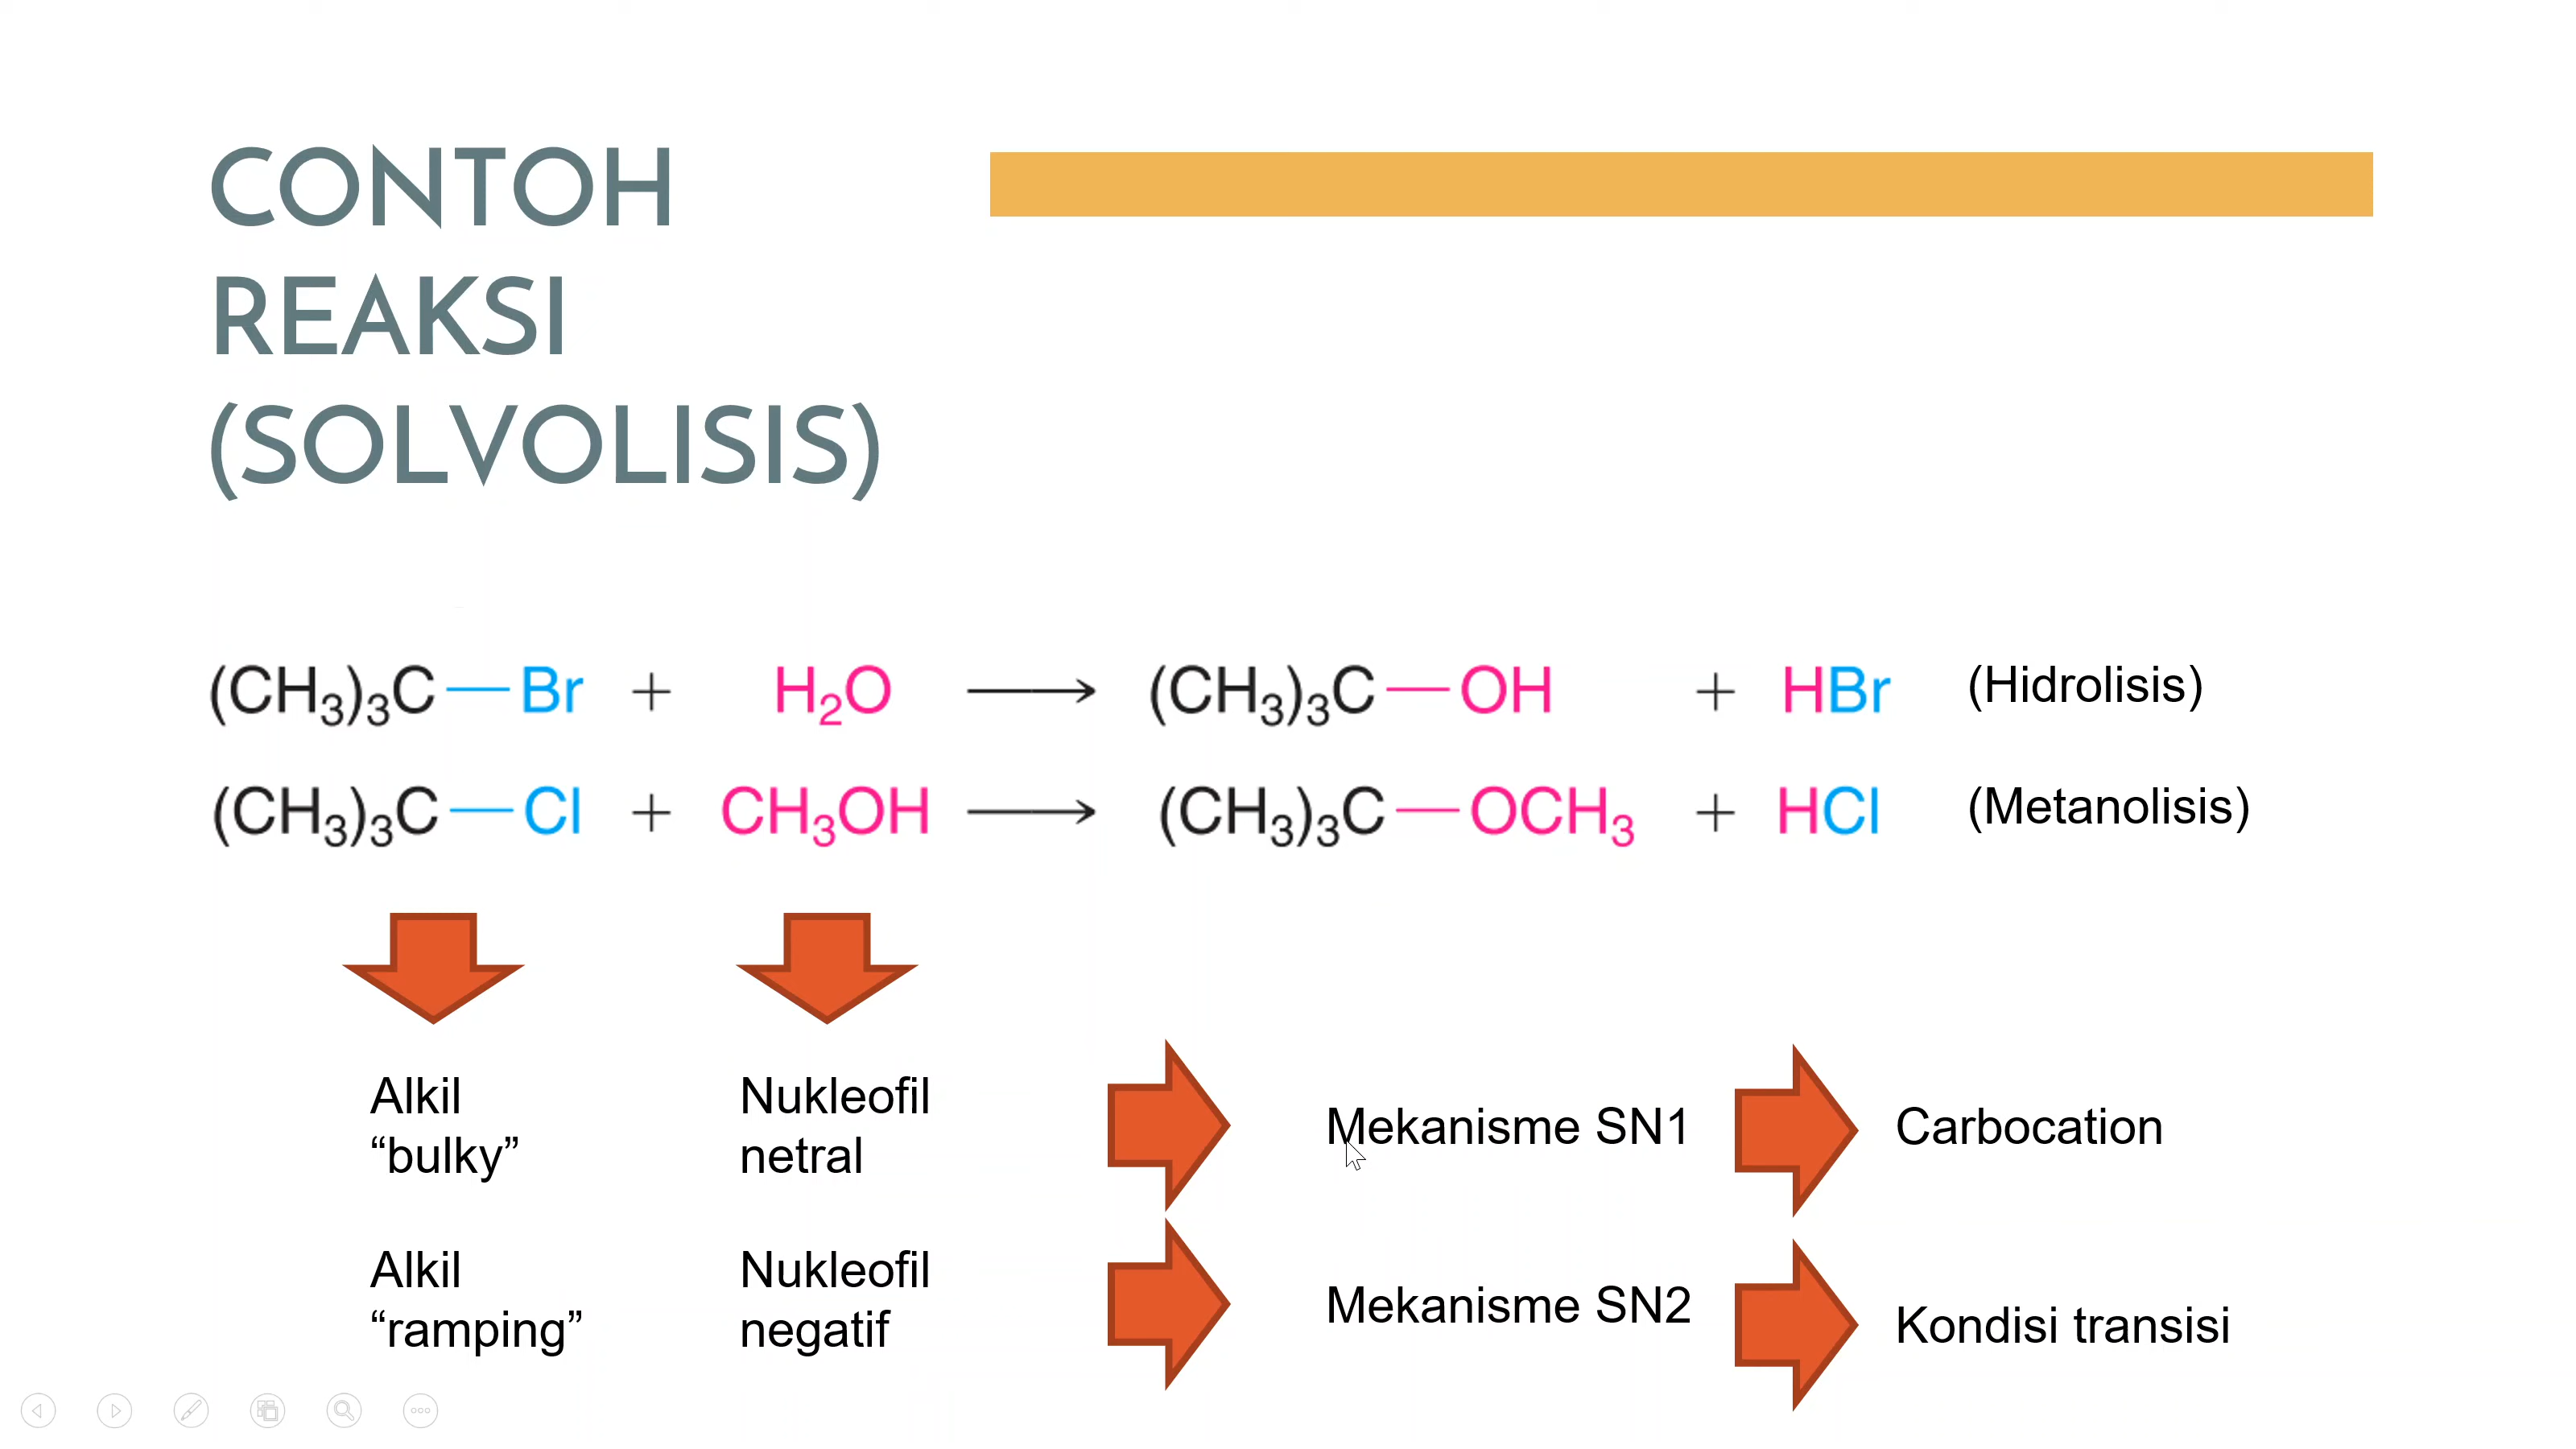 CONTOH
REAKSI
(SOLVOLISIS)
(CH₃)₃C—Br + H₂O ⟶ (CH₃)₃C—OH + HBr (Hidrolisis)
(CH₃)₃C—Cl + CH₃OH ⟶ (CH₃)₃C—OCH₃ + HCl (Metanolisis)
Alkil
“bulky”
Nukleofil
netral
Mekanisme SN1
Carbocation
Alkil
“ramping”
Nukleofil
negatif
Mekanisme SN2
Kondisi transisi